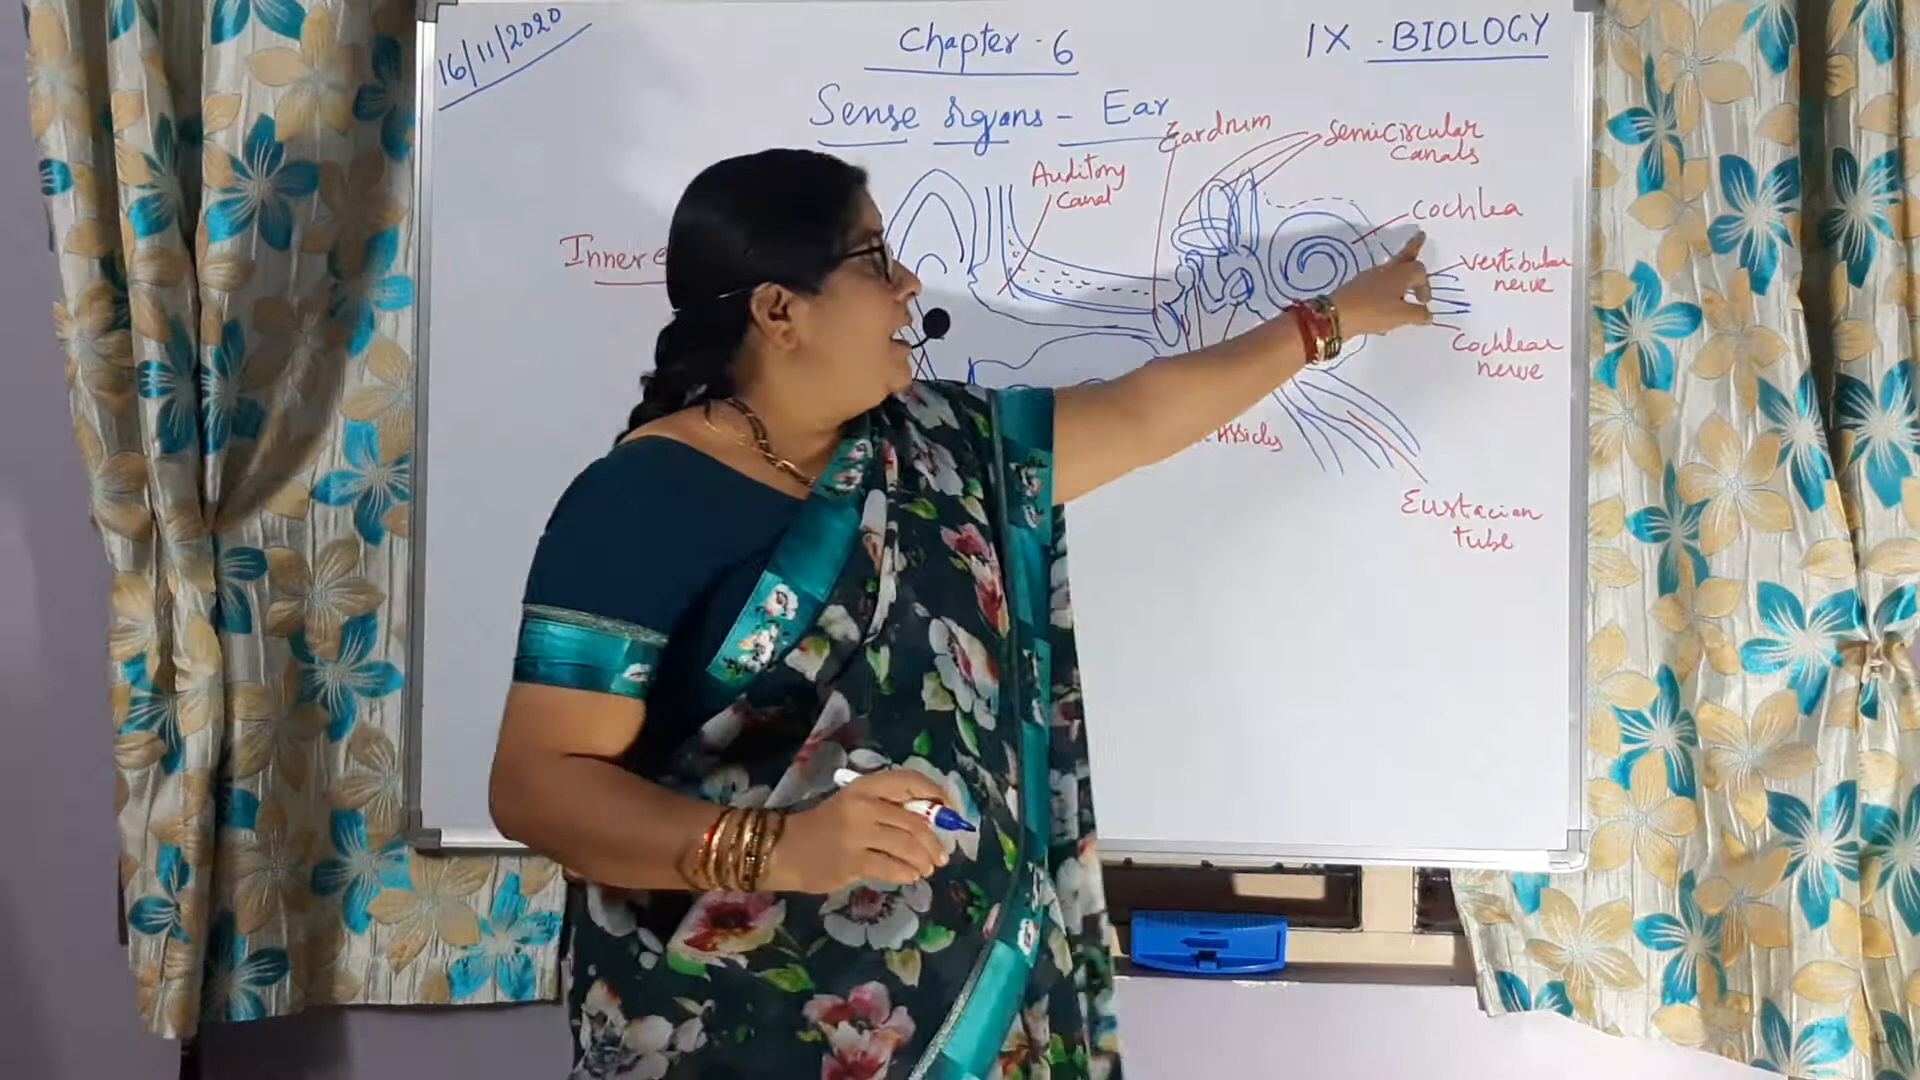 16/11/2020
Chapter - 6
IX - BIOLOGY
Sense Organs - Ear
Eardrum
Semicircular
Canals
Auditory
Canal
Cochlea
Inner
Vestibular
nerve
Cochlear
nerve
Eustacian
tube